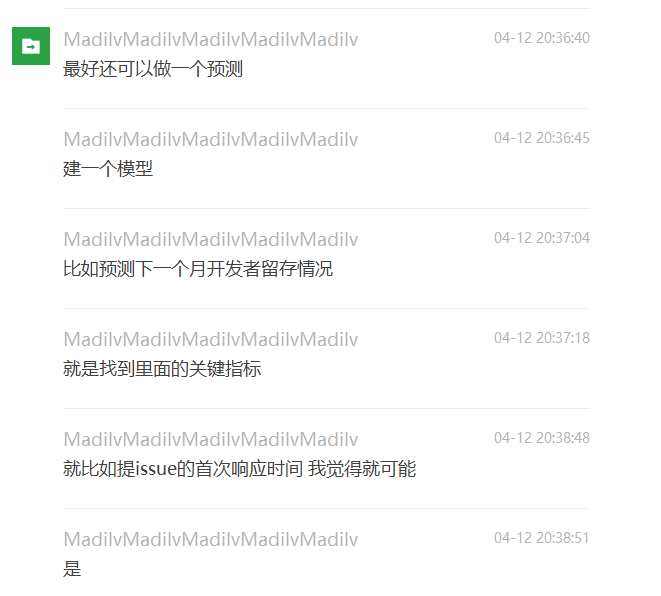 MadilvMadilvMadilvMadilvMadilv 04-12 20:36:40
最好还可以做一个预测
MadilvMadilvMadilvMadilvMadilv 04-12 20:36:45
建一个模型
MadilvMadilvMadilvMadilvMadilv 04-12 20:37:04
比如预测下一个月开发者留存情况
MadilvMadilvMadilvMadilvMadilv 04-12 20:37:18
就是找到里面的关键指标
MadilvMadilvMadilvMadilvMadilv 04-12 20:38:48
就比如提issue的首次响应时间 我觉得就可能
MadilvMadilvMadilvMadilvMadilv 04-12 20:38:51
是